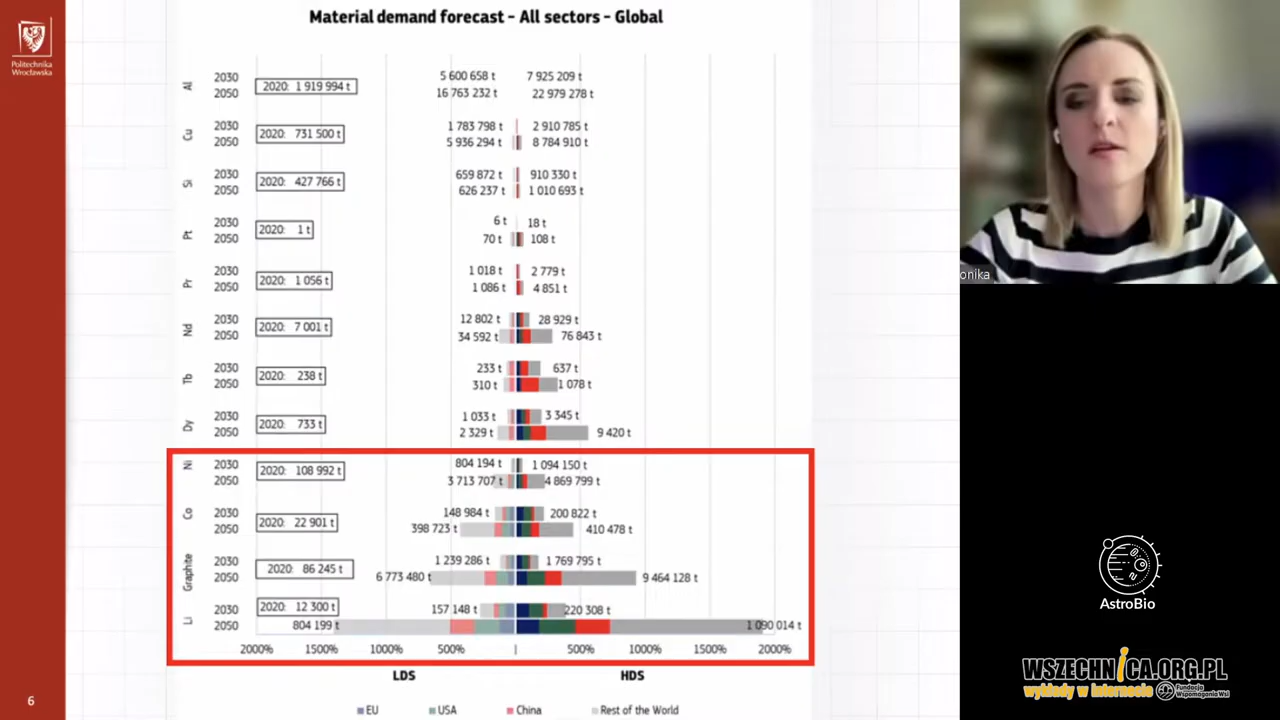 Politechnika
Wrocławska
Material demand forecast – All sectors – Global
Al
2030
2050
2020: 1 919 994 t
5 600 658 t
7 925 209 t
16 763 232 t
22 979 278 t
Cu
2030
2050
2020: 731 500 t
1 783 798 t
2 910 785 t
5 936 294 t
8 784 910 t
Si
2030
2050
2020: 427 766 t
659 872 t
910 330 t
626 237 t
1 010 693 t
Pt
2030
2050
2020: 1 t
6 t
18 t
70 t
108 t
Pr
2030
2050
2020: 1 056 t
1 018 t
2 779 t
1 086 t
4 851 t
Nd
2030
2050
2020: 7 001 t
12 802 t
28 929 t
34 592 t
76 843 t
Tb
2030
2050
2020: 238 t
233 t
637 t
310 t
1 078 t
Dy
2030
2050
2020: 733 t
1 033 t
3 345 t
2 329 t
9 420 t
Ni
2030
2050
2020: 108 992 t
804 194 t
1 094 150 t
3 713 707 t
4 869 799 t
Co
2030
2050
2020: 22 901 t
148 984 t
200 822 t
398 723 t
410 478 t
Graphite
2030
2050
2020: 86 245 t
1 239 286 t
1 769 795 t
6 773 480 t
9 464 128 t
Li
2030
2050
2020: 12 300 t
157 148 t
220 308 t
804 199 t
1 090 014 t
2000% 1500% 1000% 500% | 500% 1000% 1500% 2000%
LDS HDS
EU USA China Rest of the World
6
onika
AstroBio
WSZECHNICA.ORG.PL
wykłady w internecie
Fundacja
Wspomagania Wsi